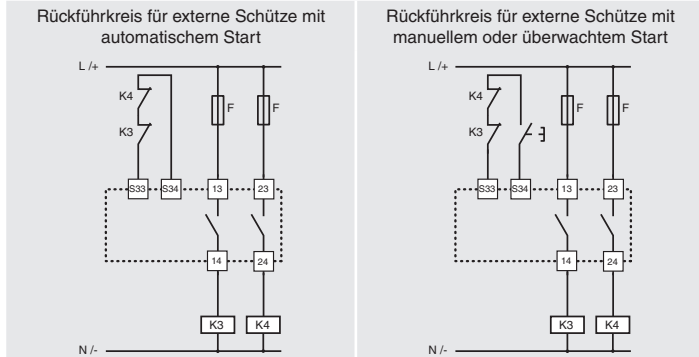 Rückführkreis für externe Schütze mit
automatischem Start
L /+
K4
K3
F
F
S33
S34
13
23
14
24
K3
K4
N /-
Rückführkreis für externe Schütze mit
manuellem oder überwachtem Start
L /+
K4
K3
F
F
S33
S34
13
23
14
24
K3
K4
N /-